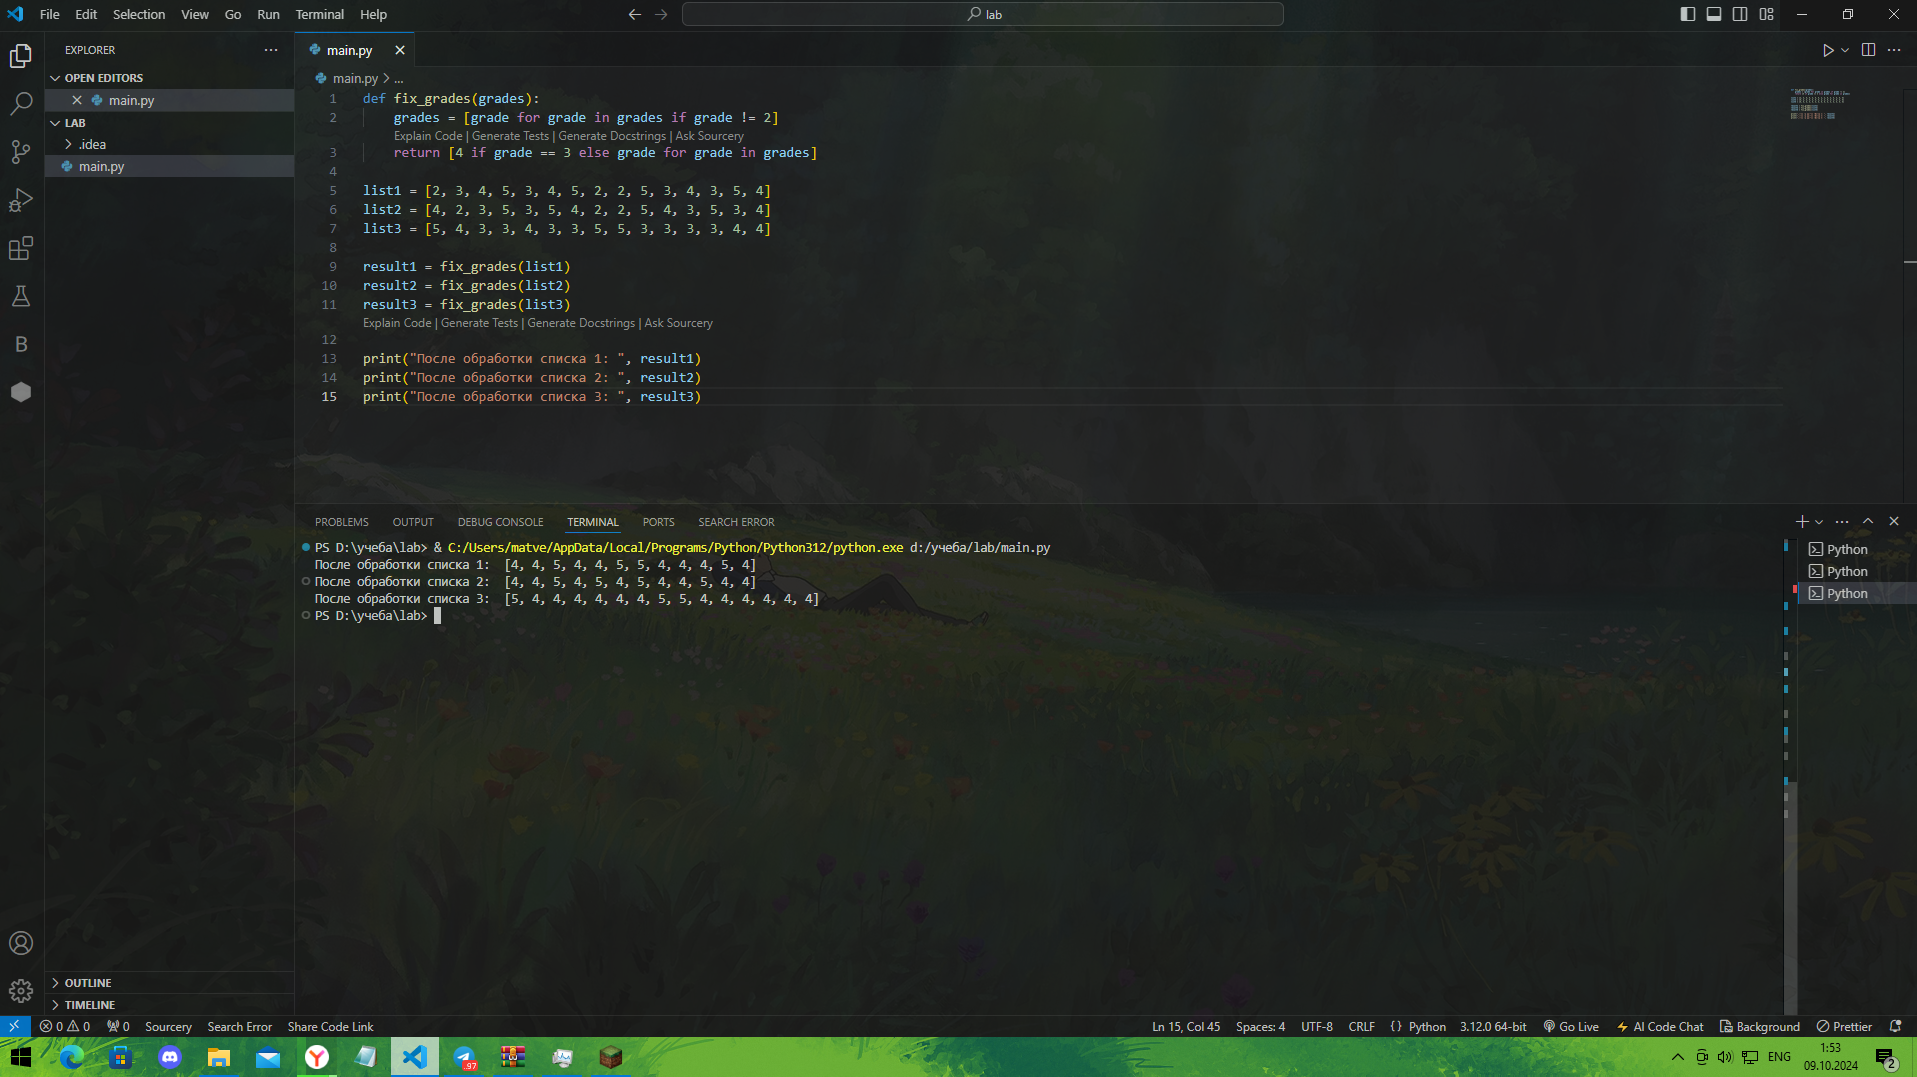 File Edit Selection View Go Run Terminal Help
lab
EXPLORER
OPEN EDITORS
main.py
LAB
.idea
main.py
main.py
main.py > ...
1 def fix_grades(grades):
2 grades = [grade for grade in grades if grade != 2]
Explain Code | Generate Tests | Generate Docstrings | Ask Sourcery
3 return [4 if grade == 3 else grade for grade in grades]
4
5 list1 = [2, 3, 4, 5, 3, 4, 5, 2, 2, 5, 3, 4, 3, 5, 4]
6 list2 = [4, 2, 3, 5, 3, 5, 4, 2, 2, 5, 4, 3, 5, 3, 4]
7 list3 = [5, 4, 3, 3, 4, 3, 3, 5, 5, 3, 3, 3, 3, 4, 4]
8
9 result1 = fix_grades(list1)
10 result2 = fix_grades(list2)
11 result3 = fix_grades(list3)
Explain Code | Generate Tests | Generate Docstrings | Ask Sourcery
12
13 print("После обработки списка 1: ", result1)
14 print("После обработки списка 2: ", result2)
15 print("После обработки списка 3: ", result3)
PROBLEMS OUTPUT DEBUG CONSOLE TERMINAL PORTS SEARCH ERROR
PS D:\учеба\lab> & C:/Users/matve/AppData/Local/Programs/Python/Python312/python.exe d:/учеба/lab/main.py
После обработки списка 1: [4, 4, 5, 4, 4, 5, 5, 4, 4, 4, 5, 4]
После обработки списка 2: [4, 4, 5, 4, 5, 4, 5, 4, 4, 5, 4, 4]
После обработки списка 3: [5, 4, 4, 4, 4, 4, 4, 5, 5, 4, 4, 4, 4, 4, 4]
PS D:\учеба\lab>
Python
Python
Python
B
OUTLINE
TIMELINE
0 0 0 Sourcery Search Error Share Code Link
Ln 15, Col 45 Spaces: 4 UTF-8 CRLF { } Python 3.12.0 64-bit Go Live AI Code Chat Background Prettier
97
ENG
1:53
09.10.2024
2